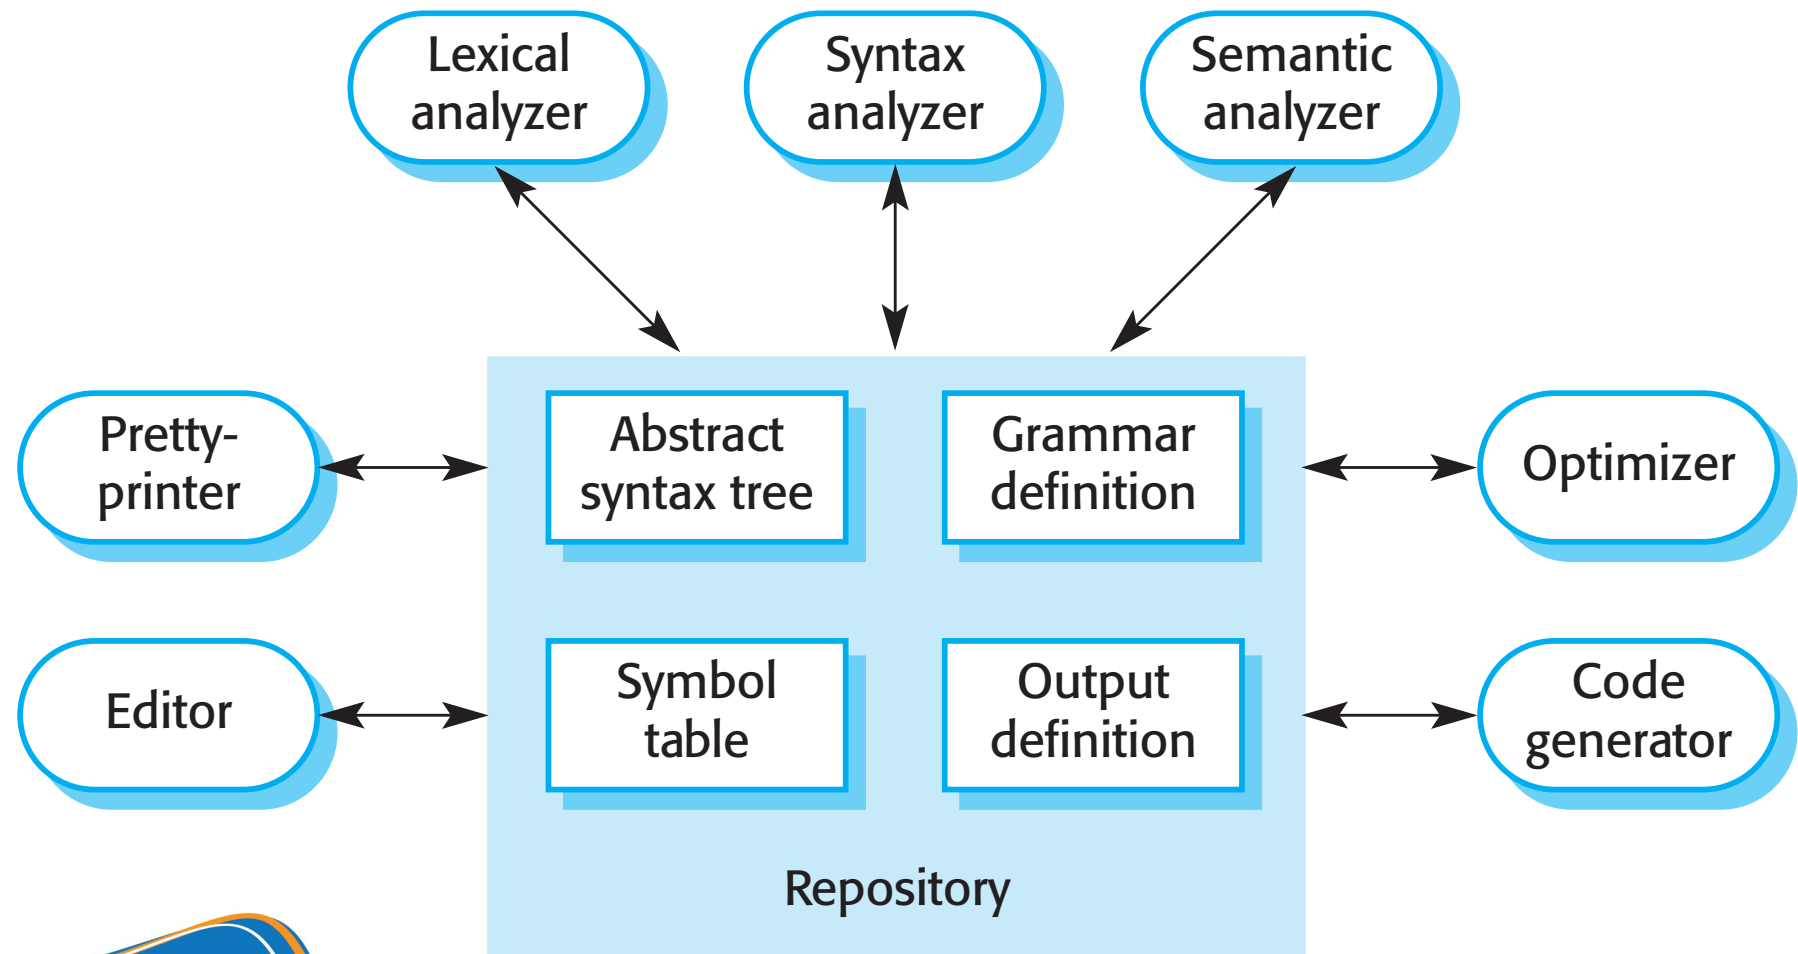 Lexical
analyzer
Syntax
analyzer
Semantic
analyzer
Pretty-
printer
Abstract
syntax tree
Grammar
definition
Optimizer
Editor
Symbol
table
Output
definition
Code
generator
Repository